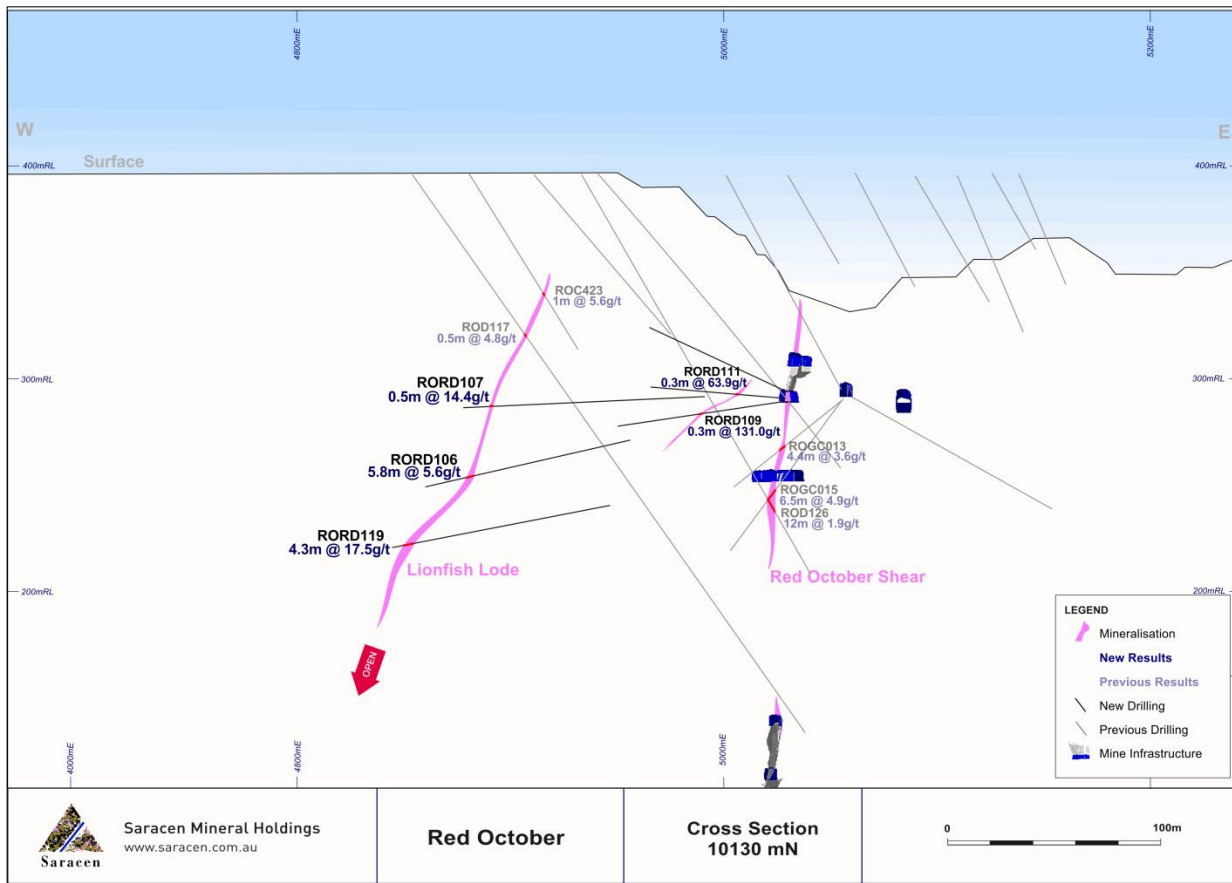 4800mE
5000mE
5200mE
W
E
400mRL
Surface
400mRL
ROC423
1m @ 5.6g/t
ROD117
0.5m @ 4.8g/t
RORD107
0.5m @ 14.4g/t
RORD111
0.3m @ 63.9g/t
300mRL
300mRL
RORD109
0.3m @ 131.0g/t
ROGC013
4.4m @ 3.6g/t
RORD106
5.8m @ 5.6g/t
ROGC015
6.5m @ 4.9g/t
ROD126
12m @ 1.9g/t
RORD119
4.3m @ 17.5g/t
Lionfish Lode
Red October Shear
200mRL
200mRL
OPEN
LEGEND
Mineralisation
New Results
Previous Results
New Drilling
Previous Drilling
Mine Infrastructure
4000mE
4800mE
5000mE
5200mE
Saracen
Saracen Mineral Holdings
www.saracen.com.au
Red October
Cross Section
10130 mN
0
100m